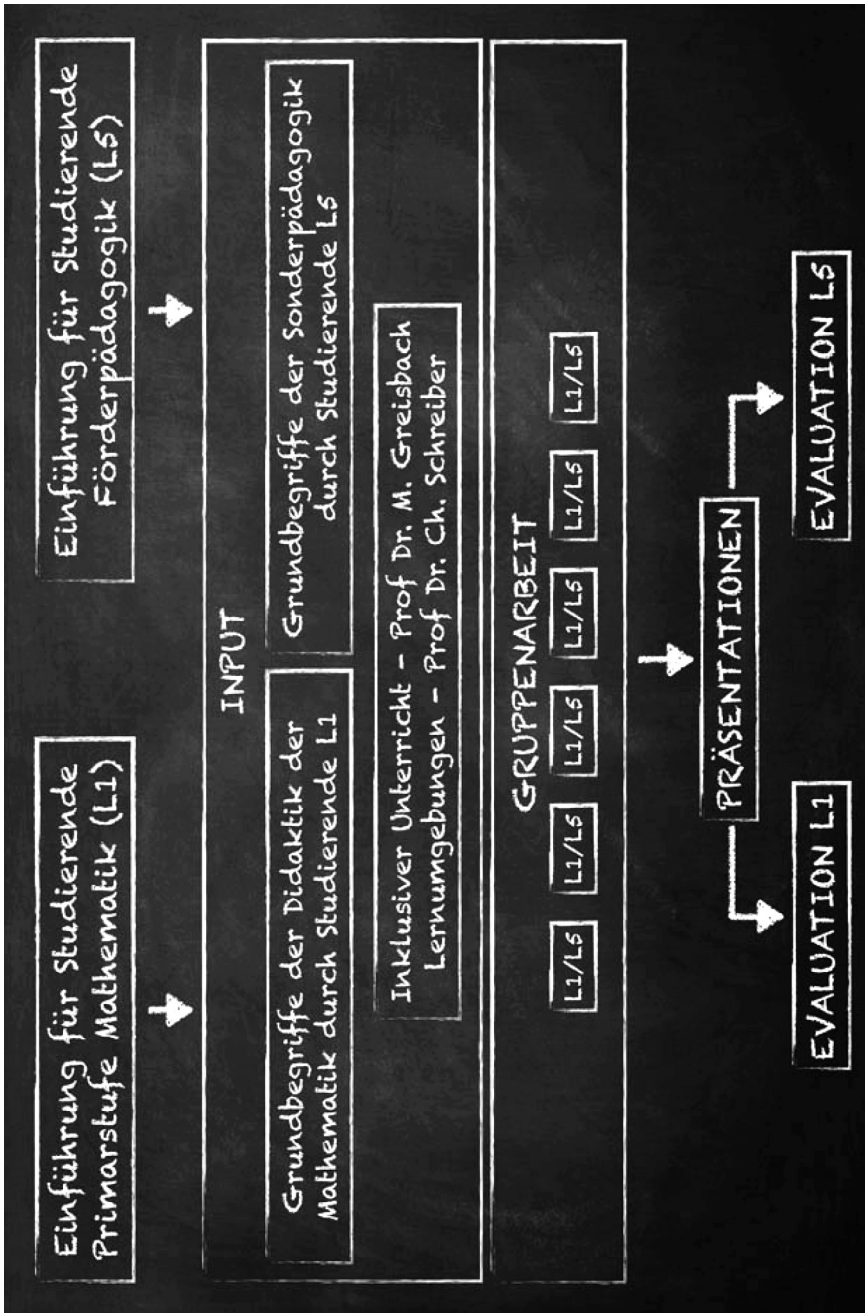 Einführung für Studierende
Primarstufe Mathematik (L1)
Einführung für Studierende
Förderpädagogik (L5)
INPUT
Grundbegriffe der Didaktik der
Mathematik durch Studierende L1
Grundbegriffe der Sonderpädagogik
durch Studierende L5
Inklusiver Unterricht – Prof Dr. M. Greisbach
Lernumgebungen – Prof Dr. Ch. Schreiber
GRUPPENARBEIT
L1/L5
L1/L5
L1/L5
L1/L5
L1/L5
L1/L5
PRÄSENTATIONEN
EVALUATION L1
EVALUATION L5